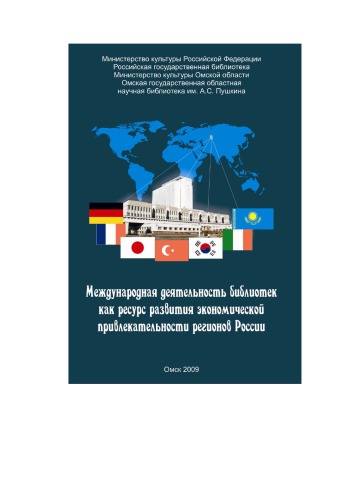 Министерство культуры Российской Федерации
Российская государственная библиотека
Министерство культуры Омской области
Омская государственная областная
научная библиотека им. А.С. Пушкина
Международная деятельность библиотек
как ресурс развития экономической
привлекательности регионов России
Омск 2009